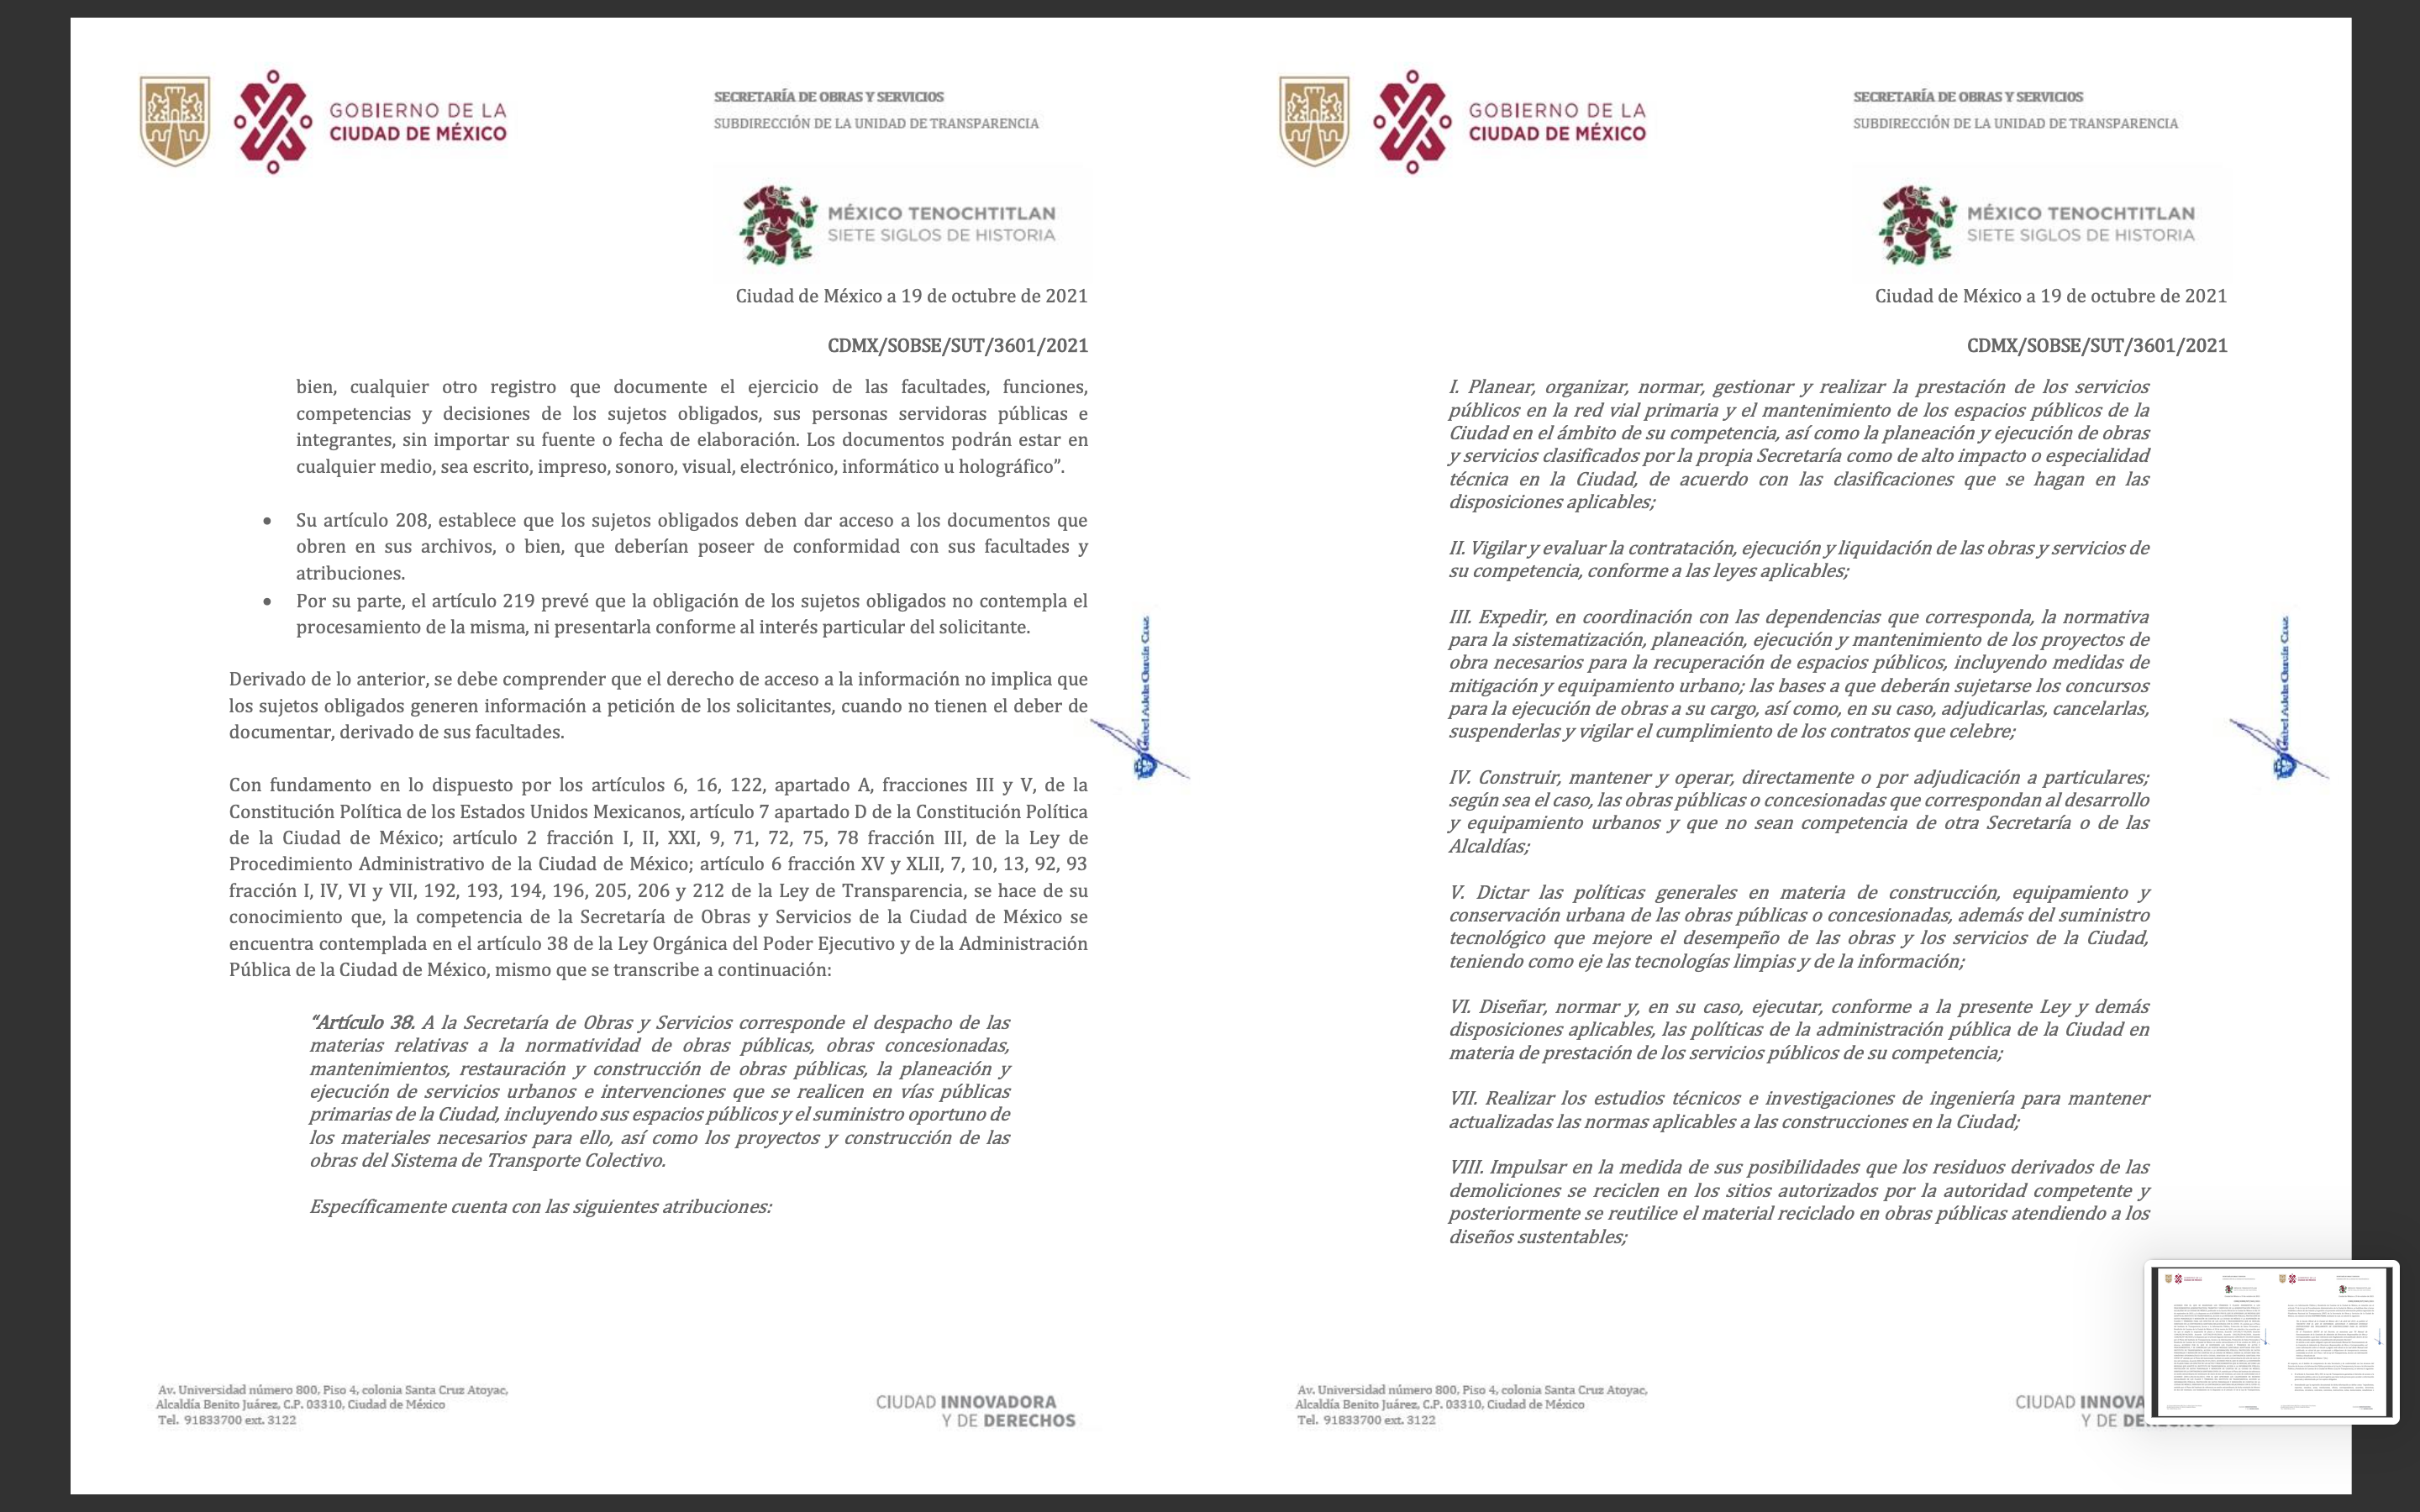 GOBIERNO DE LA
CIUDAD DE MÉXICO
SECRETARÍA DE OBRAS Y SERVICIOS
SUBDIRECCIÓN DE LA UNIDAD DE TRANSPARENCIA
MÉXICO TENOCHTITLAN
SIETE SIGLOS DE HISTORIA
Ciudad de México a 19 de octubre de 2021
CDMX/SOBSE/SUT/3601/2021
bien, cualquier otro registro que documente el ejercicio de las facultades, funciones,
competencias y decisiones de los sujetos obligados, sus personas servidoras públicas e
integrantes, sin importar su fuente o fecha de elaboración. Los documentos podrán estar en
cualquier medio, sea escrito, impreso, sonoro, visual, electrónico, informático u holográfico”.
• Su artículo 208, establece que los sujetos obligados deben dar acceso a los documentos que
obren en sus archivos, o bien, que deberían poseer de conformidad con sus facultades y
atribuciones.
• Por su parte, el artículo 219 prevé que la obligación de los sujetos obligados no contempla el
procesamiento de la misma, ni presentarla conforme al interés particular del solicitante.
Derivado de lo anterior, se debe comprender que el derecho de acceso a la información no implica que
los sujetos obligados generen información a petición de los solicitantes, cuando no tienen el deber de
documentar, derivado de sus facultades.
Con fundamento en lo dispuesto por los artículos 6, 16, 122, apartado A, fracciones III y V, de la
Constitución Política de los Estados Unidos Mexicanos, artículo 7 apartado D de la Constitución Política
de la Ciudad de México; artículo 2 fracción I, II, XXI, 9, 71, 72, 75, 78 fracción III, de la Ley de
Procedimiento Administrativo de la Ciudad de México; artículo 6 fracción XV y XLII, 7, 10, 13, 92, 93
fracción I, IV, VI y VII, 192, 193, 194, 196, 205, 206 y 212 de la Ley de Transparencia, se hace de su
conocimiento que, la competencia de la Secretaría de Obras y Servicios de la Ciudad de México se
encuentra contemplada en el artículo 38 de la Ley Orgánica del Poder Ejecutivo y de la Administración
Pública de la Ciudad de México, mismo que se transcribe a continuación:
“Artículo 38. A la Secretaría de Obras y Servicios corresponde el despacho de las
materias relativas a la normatividad de obras públicas, obras concesionadas,
mantenimientos, restauración y construcción de obras públicas, la planeación y
ejecución de servicios urbanos e intervenciones que se realicen en vías públicas
primarias de la Ciudad, incluyendo sus espacios públicos y el suministro oportuno de
los materiales necesarios para ello, así como los proyectos y construcción de las
obras del Sistema de Transporte Colectivo.
Específicamente cuenta con las siguientes atribuciones:
Adela García Cruz
Av. Universidad número 800, Piso 4, colonia Santa Cruz Atoyac,
Alcaldía Benito Juárez, C.P. 03310, Ciudad de México
Tel. 91833700 ext. 3122
CIUDAD INNOVADORA
Y DE DERECHOS
GOBIERNO DE LA
CIUDAD DE MÉXICO
SECRETARÍA DE OBRAS Y SERVICIOS
SUBDIRECCIÓN DE LA UNIDAD DE TRANSPARENCIA
MÉXICO TENOCHTITLAN
SIETE SIGLOS DE HISTORIA
Ciudad de México a 19 de octubre de 2021
CDMX/SOBSE/SUT/3601/2021
I. Planear, organizar, normar, gestionar y realizar la prestación de los servicios
públicos en la red vial primaria y el mantenimiento de los espacios públicos de la
Ciudad en el ámbito de su competencia, así como la planeación y ejecución de obras
y servicios clasificados por la propia Secretaría como de alto impacto o especialidad
técnica en la Ciudad, de acuerdo con las clasificaciones que se hagan en las
disposiciones aplicables;
II. Vigilar y evaluar la contratación, ejecución y liquidación de las obras y servicios de
su competencia, conforme a las leyes aplicables;
III. Expedir, en coordinación con las dependencias que corresponda, la normativa
para la sistematización, planeación, ejecución y mantenimiento de los proyectos de
obra necesarios para la recuperación de espacios públicos, incluyendo medidas de
mitigación y equipamiento urbano; las bases a que deberán sujetarse los concursos
para la ejecución de obras a su cargo, así como, en su caso, adjudicarlas, cancelarlas,
suspenderlas y vigilar el cumplimiento de los contratos que celebre;
IV. Construir, mantener y operar, directamente o por adjudicación a particulares;
según sea el caso, las obras públicas o concesionadas que correspondan al desarrollo
y equipamiento urbanos y que no sean competencia de otra Secretaría o de las
Alcaldías;
V. Dictar las políticas generales en materia de construcción, equipamiento y
conservación urbana de las obras públicas o concesionadas, además del suministro
tecnológico que mejore el desempeño de las obras y los servicios de la Ciudad,
teniendo como eje las tecnologías limpias y de la información;
VI. Diseñar, normar y, en su caso, ejecutar, conforme a la presente Ley y demás
disposiciones aplicables, las políticas de la administración pública de la Ciudad en
materia de prestación de los servicios públicos de su competencia;
VII. Realizar los estudios técnicos e investigaciones de ingeniería para mantener
actualizadas las normas aplicables a las construcciones en la Ciudad;
VIII. Impulsar en la medida de sus posibilidades que los residuos derivados de las
demoliciones se reciclen en los sitios autorizados por la autoridad competente y
posteriormente se reutilice el material reciclado en obras públicas atendiendo a los
diseños sustentables;
Adela García Cruz
Av. Universidad número 800, Piso 4, colonia Santa Cruz Atoyac,
Alcaldía Benito Juárez, C.P. 03310, Ciudad de México
Tel. 91833700 ext. 3122
CIUDAD INNOVA
Y DE DE